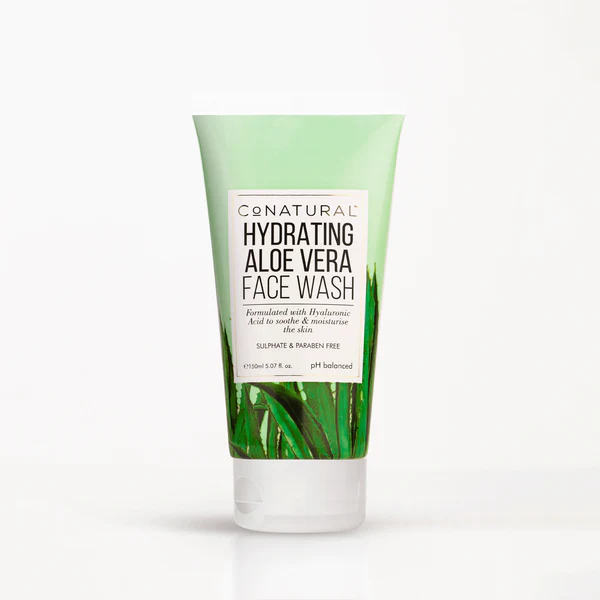 CoNATURAL™
HYDRATING
ALOE VERA
FACE WASH
Formulated with Hyaluronic
Acid to soothe & moisturise
the skin
SULPHATE & PARABEN FREE
℮150ml 5.07 fl. oz. pH balanced